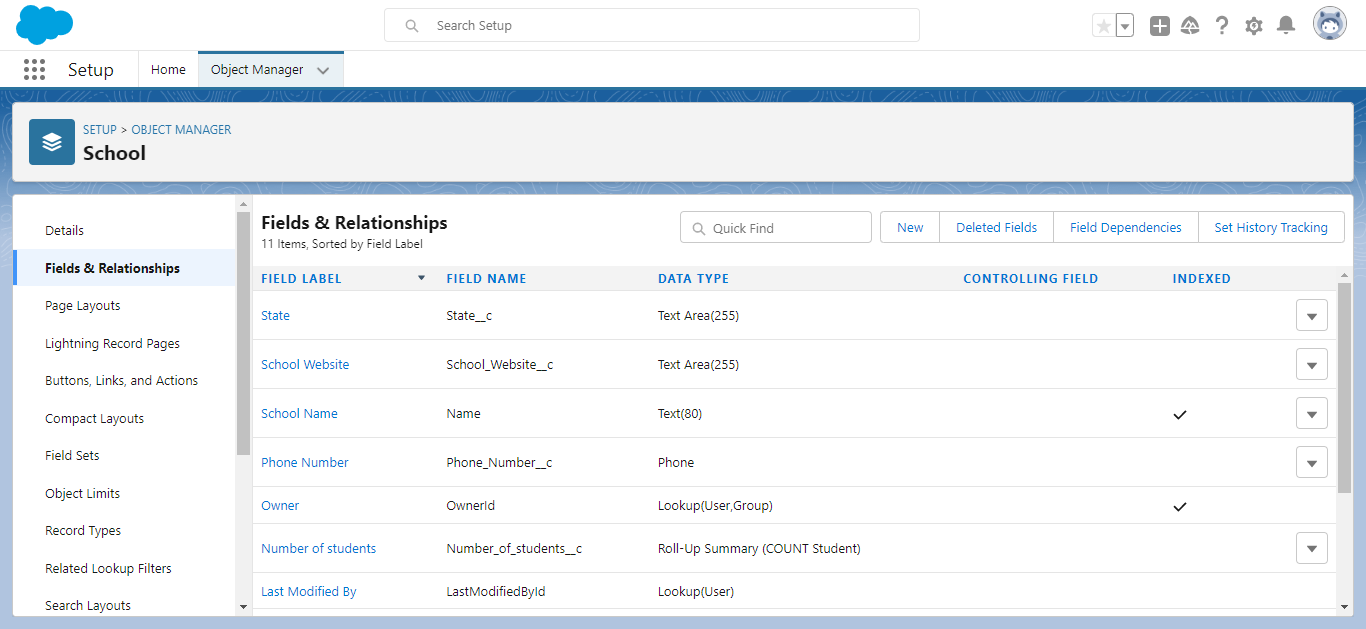 Search Setup
Setup
Home
Object Manager
SETUP > OBJECT MANAGER
School
Details
Fields & Relationships
Page Layouts
Lightning Record Pages
Buttons, Links, and Actions
Compact Layouts
Field Sets
Object Limits
Record Types
Related Lookup Filters
Search Layouts
Fields & Relationships
11 Items, Sorted by Field Label
Quick Find
New
Deleted Fields
Field Dependencies
Set History Tracking
FIELD LABEL FIELD NAME DATA TYPE CONTROLLING FIELD INDEXED
State State__c Text Area(255)
School Website School_Website__c Text Area(255)
School Name Name Text(80)
Phone Number Phone_Number__c Phone
Owner OwnerId Lookup(User,Group)
Number of students Number_of_students__c Roll-Up Summary (COUNT Student)
Last Modified By LastModifiedById Lookup(User)